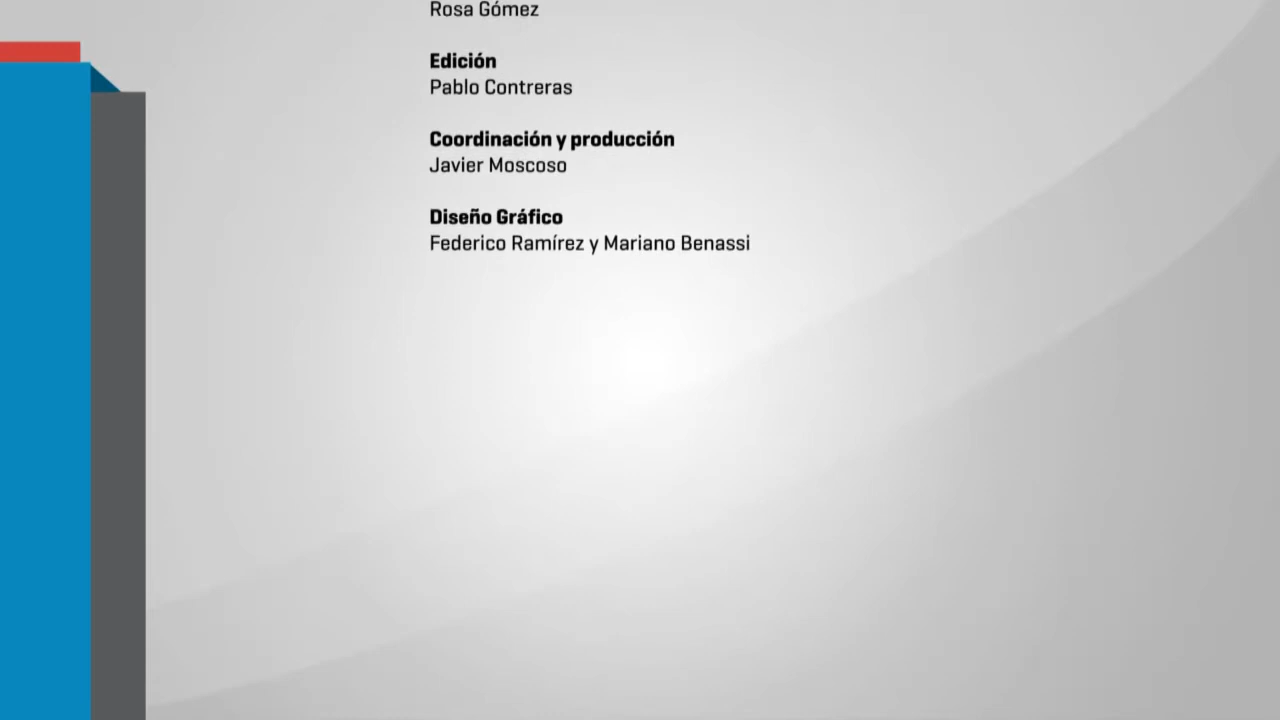 Rosa Gómez
Edición
Pablo Contreras
Coordinación y producción
Javier Moscoso
Diseño Gráfico
Federico Ramírez y Mariano Benassi